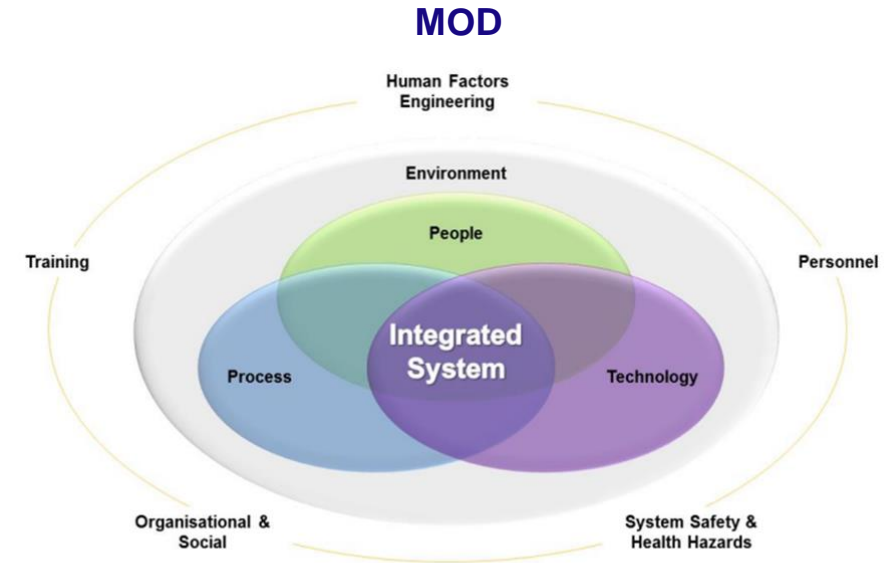 MOD
Human Factors
Engineering
Environment
People
Training
Personnel
Integrated
System
Process
Technology
Organisational &
Social
System Safety &
Health Hazards